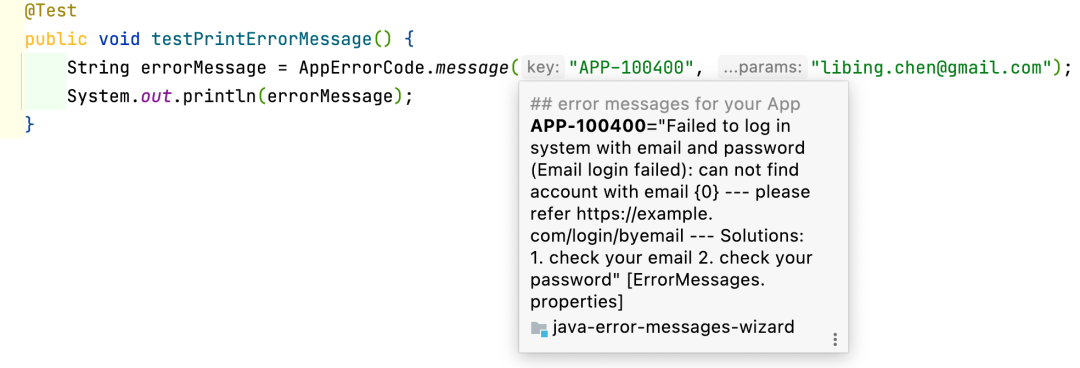 @Test
public void testPrintErrorMessage() {
String errorMessage = AppErrorCode.message( key: "APP-100400", ...params: "libing.chen@gmail.com");
System.out.println(errorMessage);
}
## error messages for your App
APP-100400="Failed to log in
system with email and password
(Email login failed): can not find
account with email {0} --- please
refer https://example.
com/login/byemail --- Solutions:
1. check your email 2. check your
password" [ErrorMessages.
properties]
java-error-messages-wizard